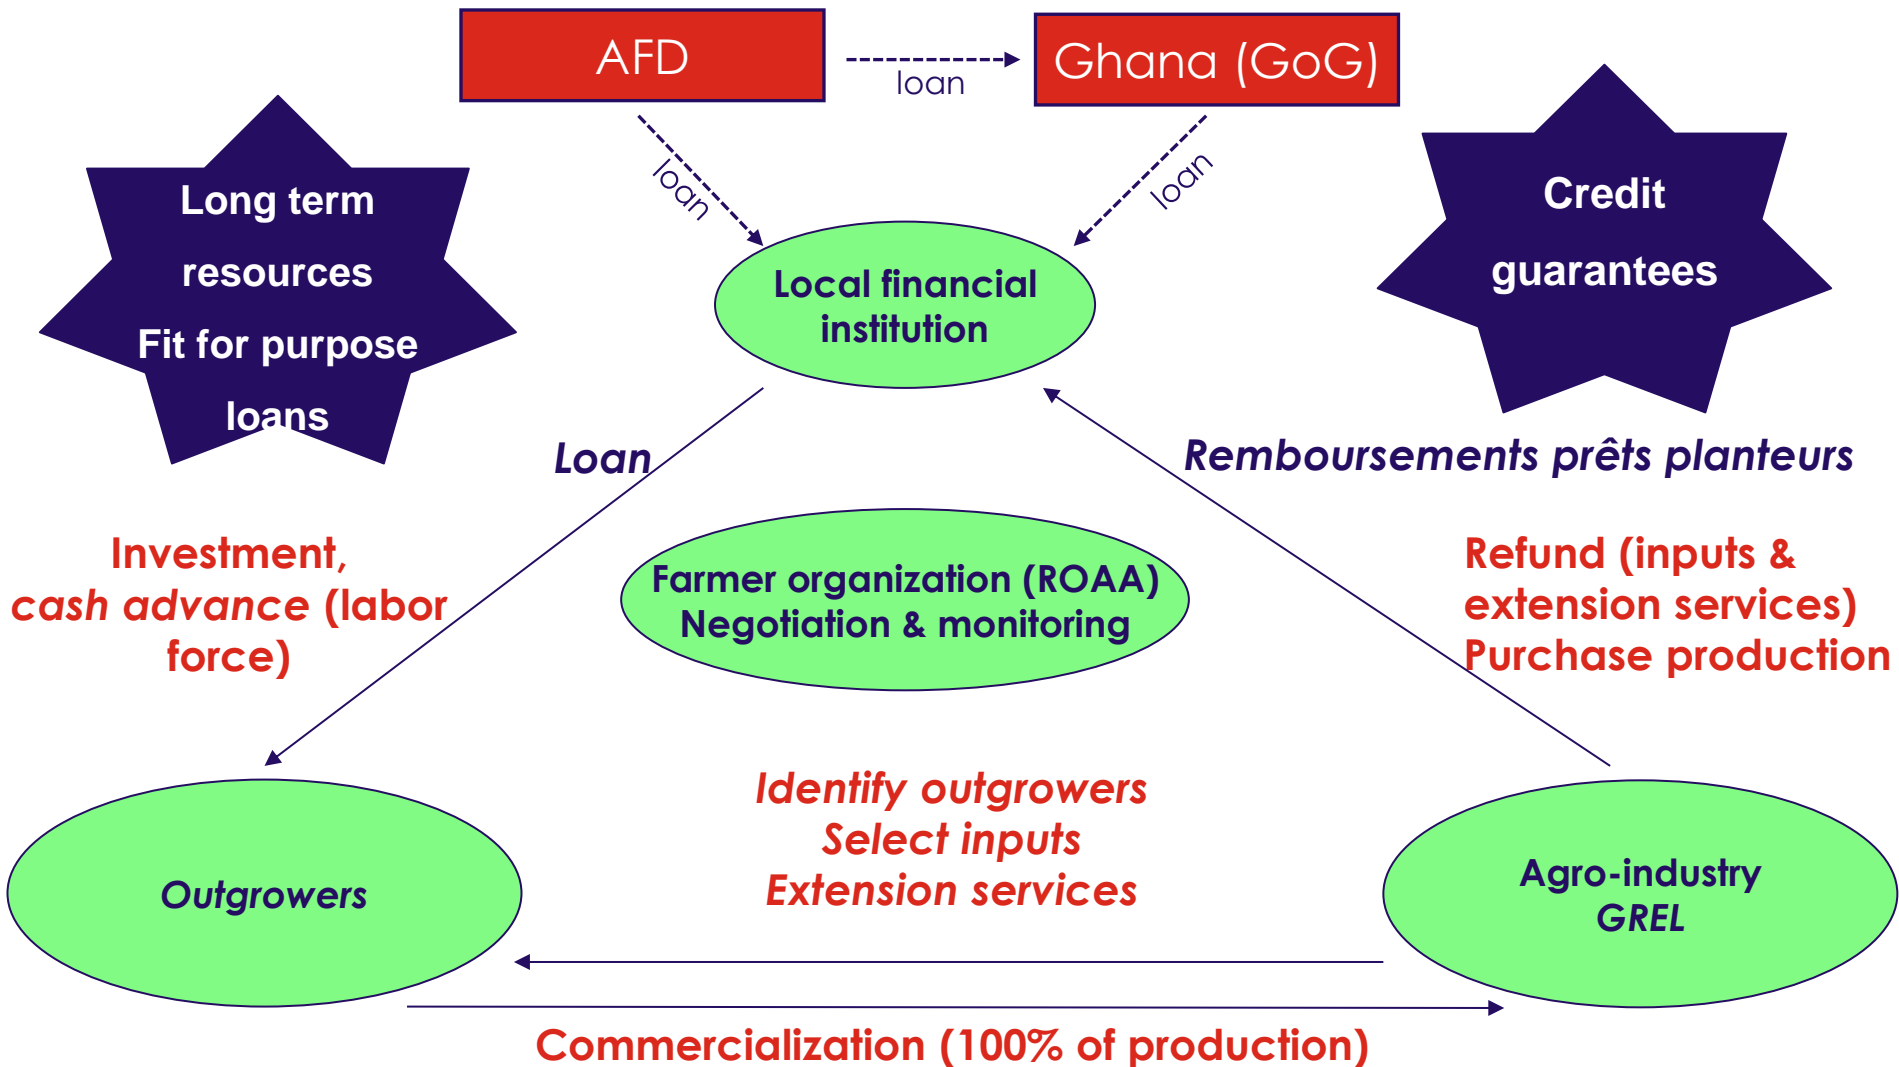 AFD
loan
Ghana (GoG)
loan
loan
Long term
resources
Fit for purpose
loans
Credit
guarantees
Local financial
institution
Loan
Remboursements prêts planteurs
Investment,
cash advance (labor
force)
Farmer organization (ROAA)
Negotiation & monitoring
Refund (inputs &
extension services)
Purchase production
Identify outgrowers
Select inputs
Extension services
Outgrowers
Agro-industry
GREL
Commercialization (100% of production)